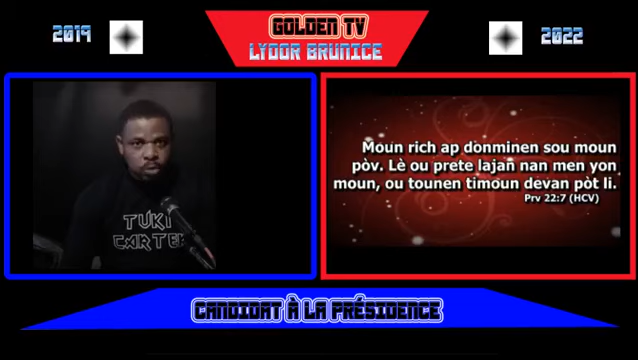 GOLDEN TV
2019
2022
LYDOR BRUNICE
TUKI
CARTEL
Moun rich ap donminen sou moun
pòv. Lè ou prete lajan nan men yon
moun, ou tounen timoun devan pòt li.
Prv 22:7 (HCV)
CANDIDAT À LA PRÉSIDENCE